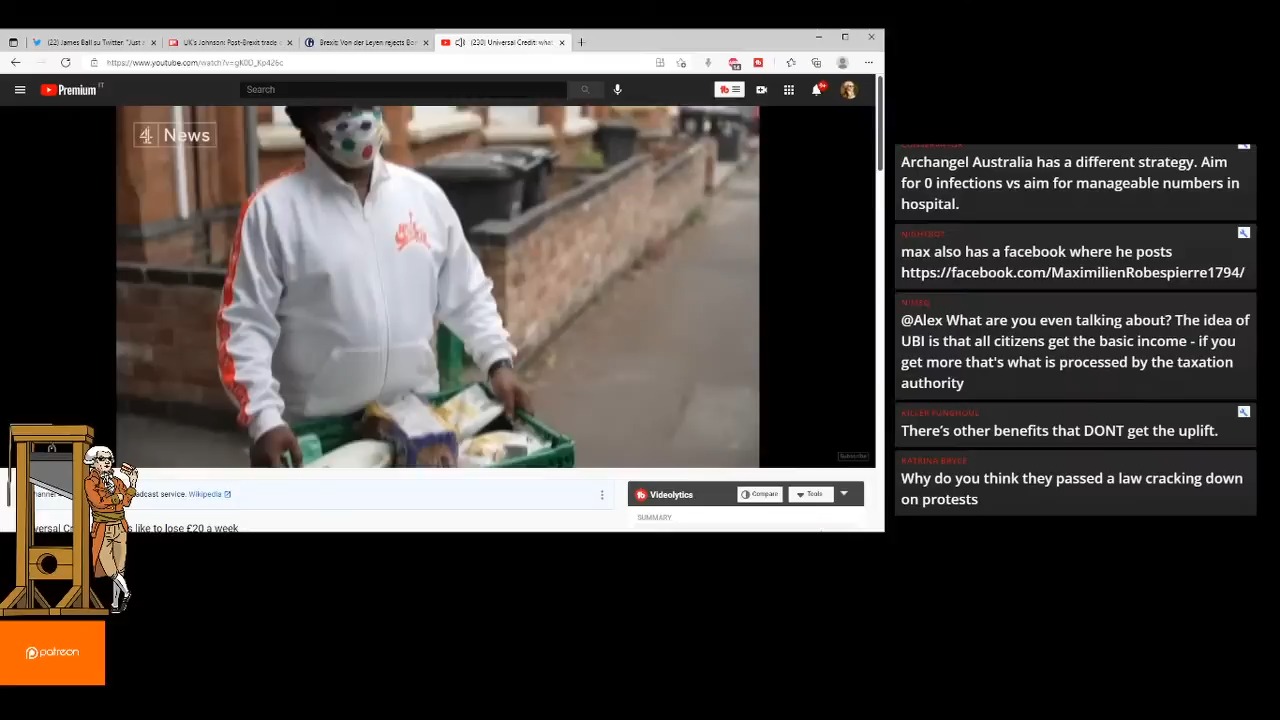 (22) James Ball su Twitter: "Just
UK's Johnson: Post-Brexit trade
Brexit: Von der Leyen rejects
(230) Universal Credit: what
https://www.youtube.com/watch?v=gK0D_Kp426c
Premium IT
Search
9+
4 News
Subscribe
Wikipedia
like to lose £20 a week
Videolytics
Compare
Tools
SUMMARY
patreon
Archangel Australia has a different strategy. Aim
for 0 infections vs aim for manageable numbers in
hospital.
NIGHTBOT
max also has a facebook where he posts
https://facebook.com/MaximilienRobespierre1794/
@Alex What are you even talking about? The idea of
UBI is that all citizens get the basic income - if you
get more that's what is processed by the taxation
authority
KILLER FUNGHOUL
There's other benefits that DONT get the uplift.
KATRINA BRYCE
Why do you think they passed a law cracking down
on protests